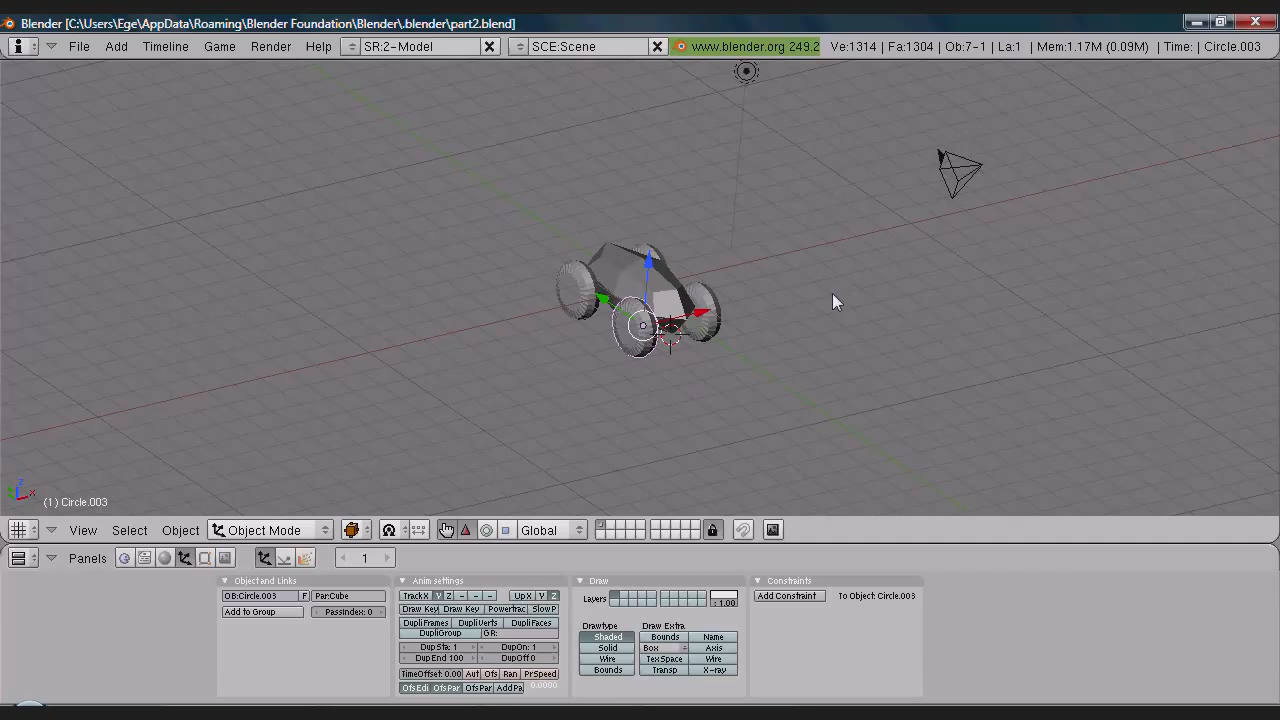 Blender [C:\Users\Ege\AppData\Roaming\Blender Foundation\Blender\.blender\part2.blend]
File Add Timeline Game Render Help SR:2-Model SCE:Scene www.blender.org 249.2 Ve:1314 | Fa:1304 | Ob:7-1 | La:1 | Mem:1.17M (0.09M) | Time: | Circle.003
z
x
(1) Circle.003
View Select Object Object Mode Global
Panels 1
Object and Links Anim settings Draw Constraints
OB:Circle.003 F Par:Cube TrackX Y Z - - - UpX Y Z Layers Add Constraint To Object: Circle.003
: 1.00
Add to Group PassIndex: 0 Draw Key Draw Key Powertrac Slow P
DupliFrames DupliVerts DupliFaces
Drawtype Draw Extra
DupliGroup GR: Shaded Bounds Name
DupSta: 1 DupOn: 1 Solid Box Axis
DupEnd 100 DupOff 0 Wire TexSpace Wire
TimeOffset: 0.00 Aut Ofs Ran PrSpeed Bounds Transp X-ray
OfsEdi OfsPar OfsPar AddPa 0.0000